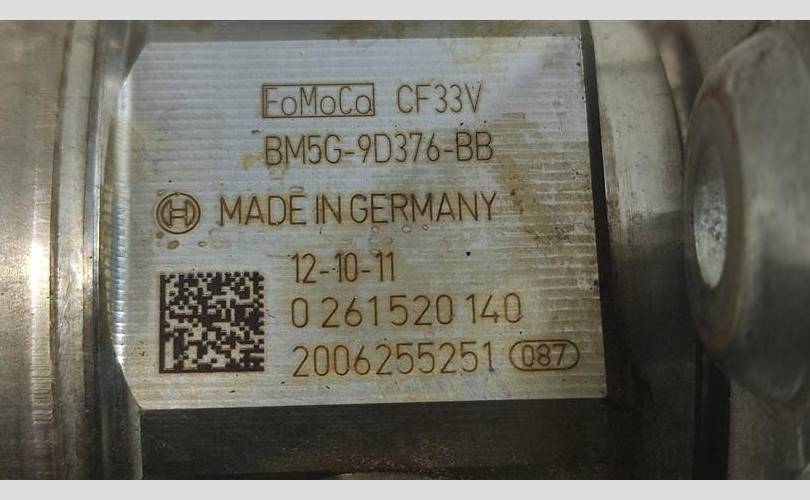 FoMoCo CF33V
BM5G-9D376-BB
MADE IN GERMANY
12-10-11
0 261 520 140
2006255251 087